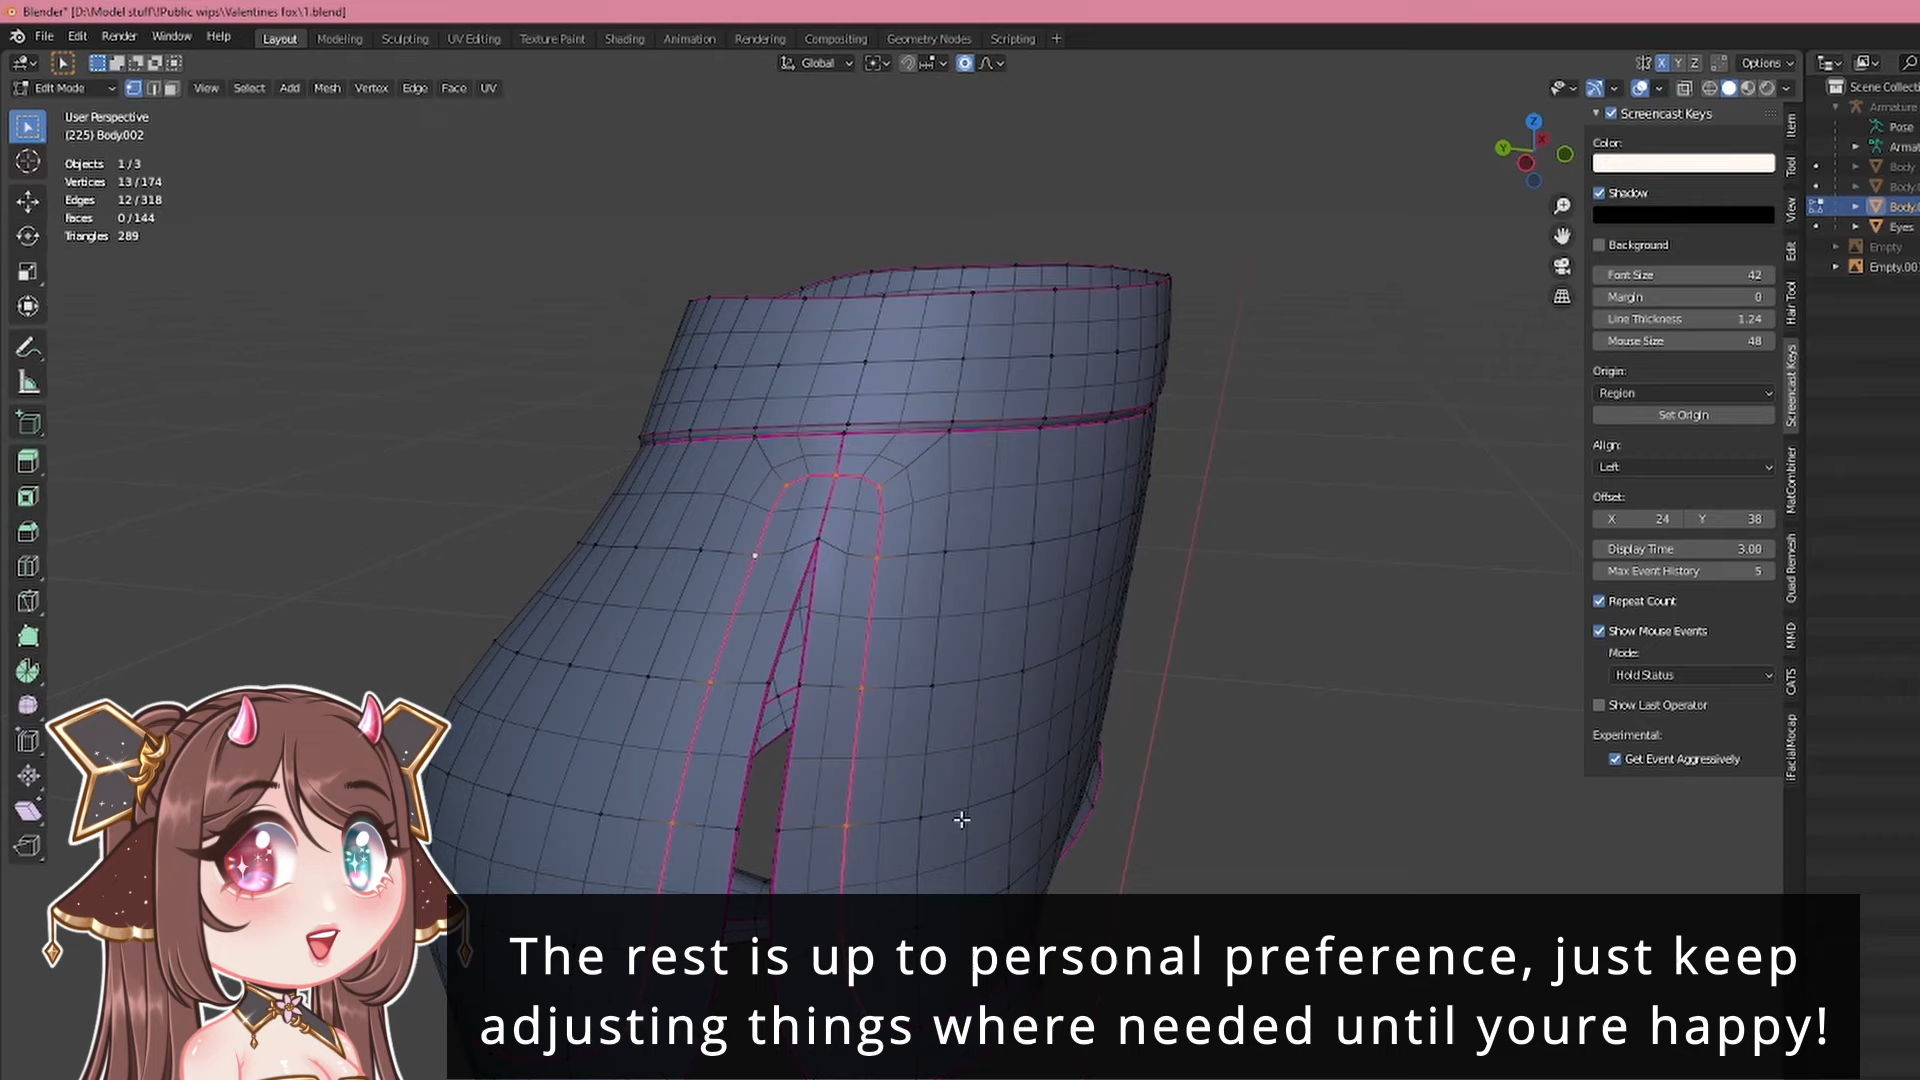 Blender* [D:\Model stuff\!Public wips\Valentines fox\1.blend]
File Edit Render Window Help Layout Modeling Sculpting UV Editing Texture Paint Shading Animation Rendering Compositing Geometry Nodes Scripting +
Global X Y Z Options
Edit Mode View Select Add Mesh Vertex Edge Face UV
User Perspective
(225) Body.002
Objects 1/3
Vertices 13/174
Edges 12/318
Faces 0/144
Triangles 289
Z
X
Y
Screencast Keys
Color:
Shadow
Background
Font Size 42
Margin 0
Line Thickness 1.24
Mouse Size 48
Origin:
Region
Set Origin
Align:
Left
Offset:
X 24 Y 38
Display Time 3.00
Max Event History 5
Repeat Count
Show Mouse Events
Mode:
Hold Status
Show Last Operator
Experimental:
Get Event Aggressively
Item
Tool
View
Edit
Hair Tool
Screencast Keys
MatCombiner
Quad Remesh
MMD
CATS
iFacialMocap
Scene Collecti
Armature
Pose
Armat
Body
Body.
Body.0
Eyes
Empty
Empty.00
The rest is up to personal preference, just keep
adjusting things where needed until youre happy!